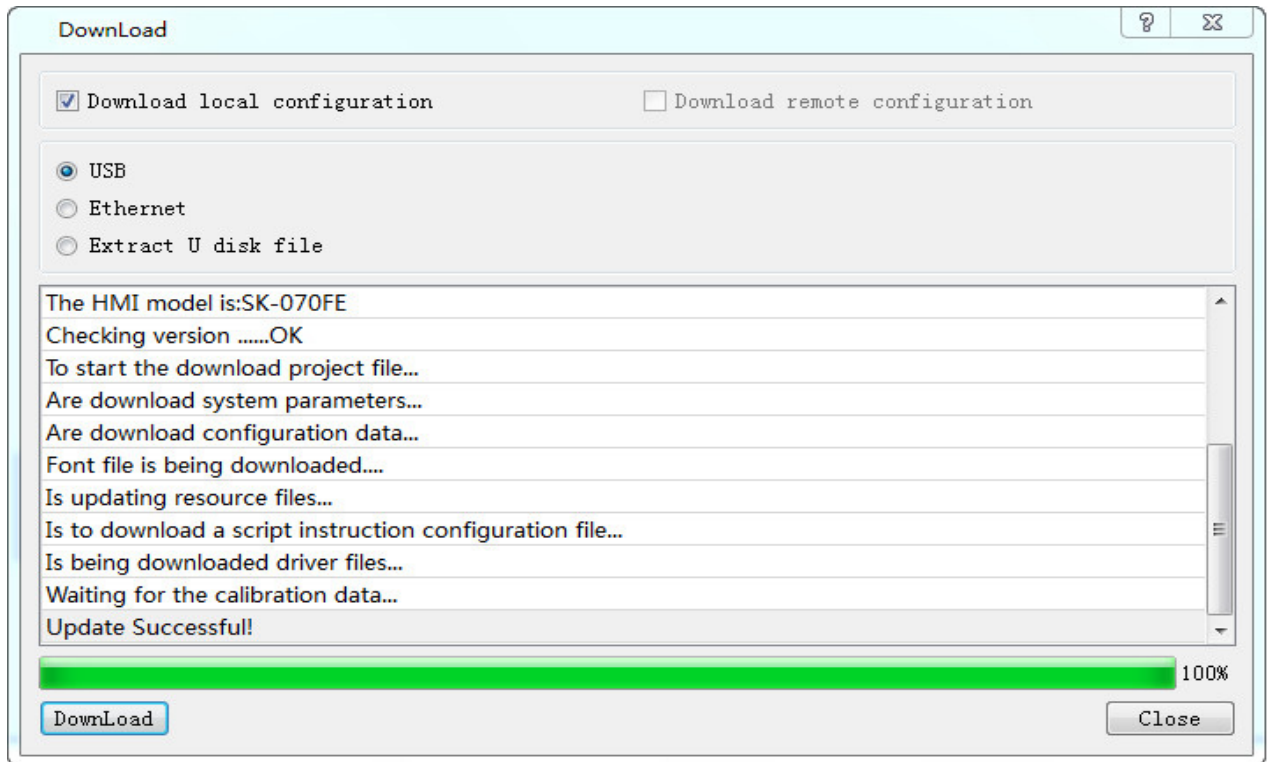 DownLoad
Download local configuration Download remote configuration
USB
Ethernet
Extract U disk file
The HMI model is:SK-070FE
Checking version ......OK
To start the download project file...
Are download system parameters...
Are download configuration data...
Font file is being downloaded....
Is updating resource files...
Is to download a script instruction configuration file...
Is being downloaded driver files...
Waiting for the calibration data...
Update Successful!
100%
DownLoad Close